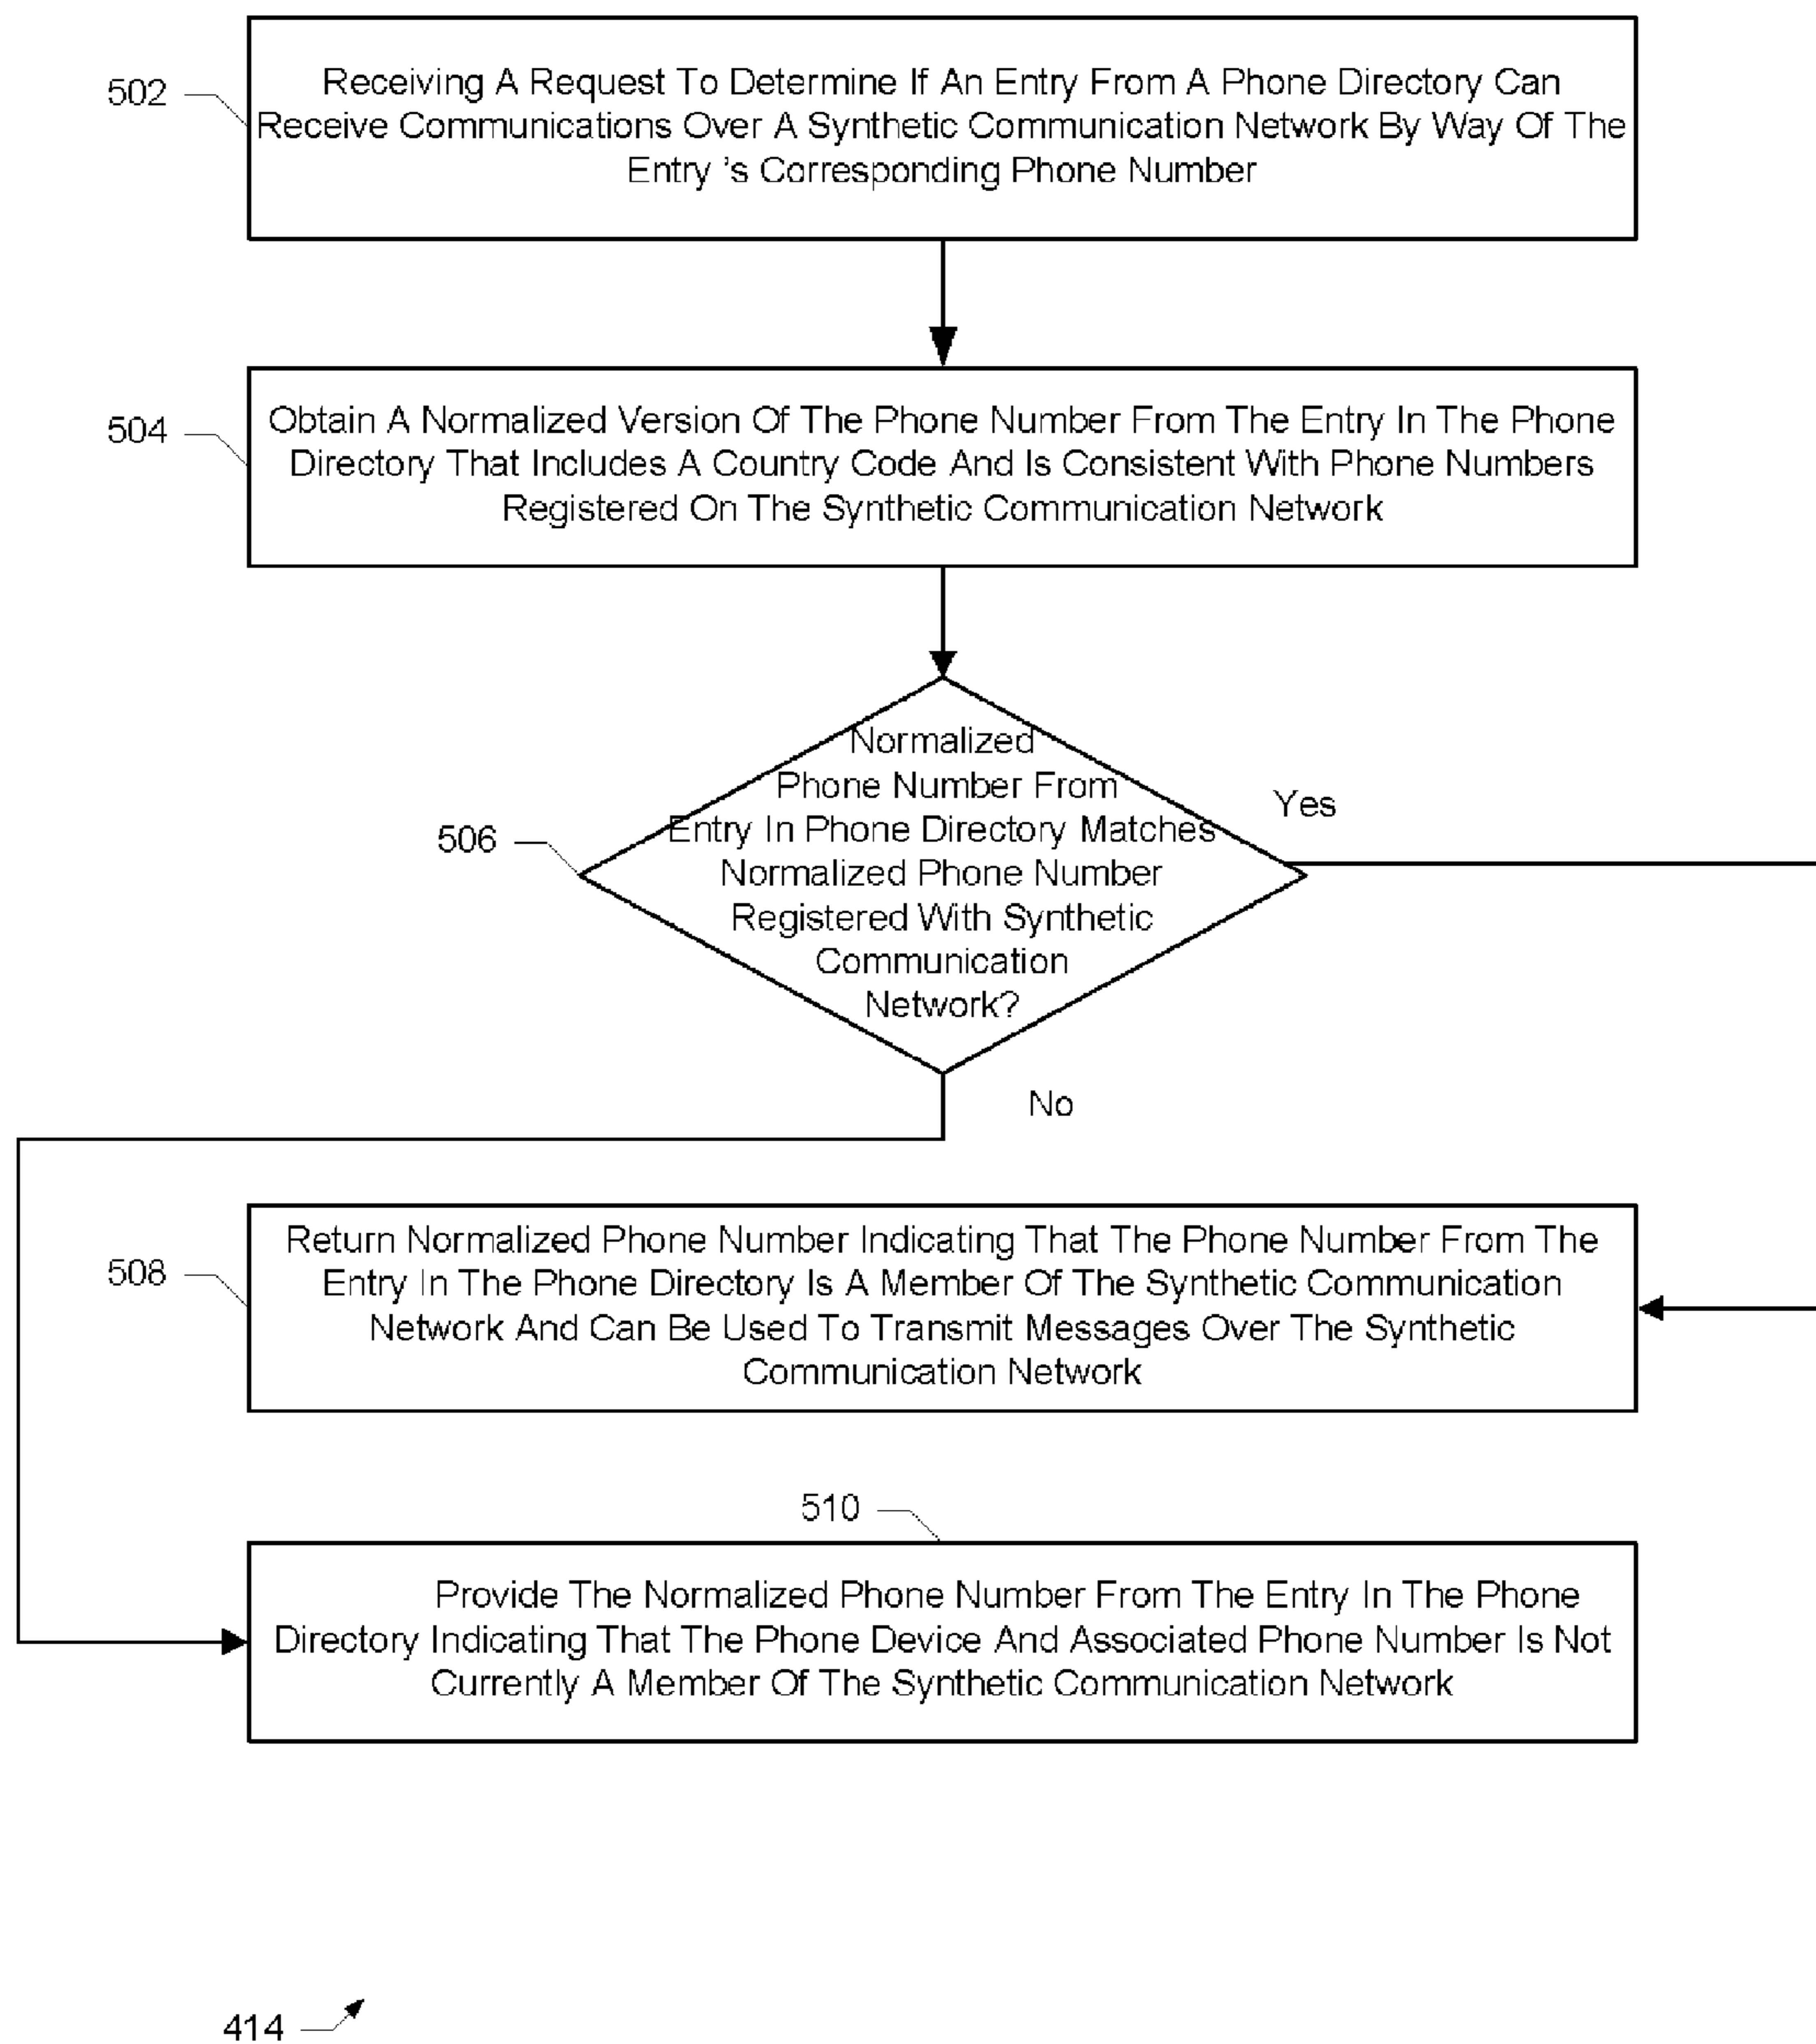 502
Receiving A Request To Determine If An Entry From A Phone Directory Can
Receive Communications Over A Synthetic Communication Network By Way Of The
Entry 's Corresponding Phone Number
504
Obtain A Normalized Version Of The Phone Number From The Entry In The Phone
Directory That Includes A Country Code And Is Consistent With Phone Numbers
Registered On The Synthetic Communication Network
506
Normalized
Phone Number From
Entry In Phone Directory Matches
Normalized Phone Number
Registered With Synthetic
Communication
Network?
Yes
No
508
Return Normalized Phone Number Indicating That The Phone Number From The
Entry In The Phone Directory Is A Member Of The Synthetic Communication
Network And Can Be Used To Transmit Messages Over The Synthetic
Communication Network
510
Provide The Normalized Phone Number From The Entry In The Phone
Directory Indicating That The Phone Device And Associated Phone Number Is Not
Currently A Member Of The Synthetic Communication Network
414